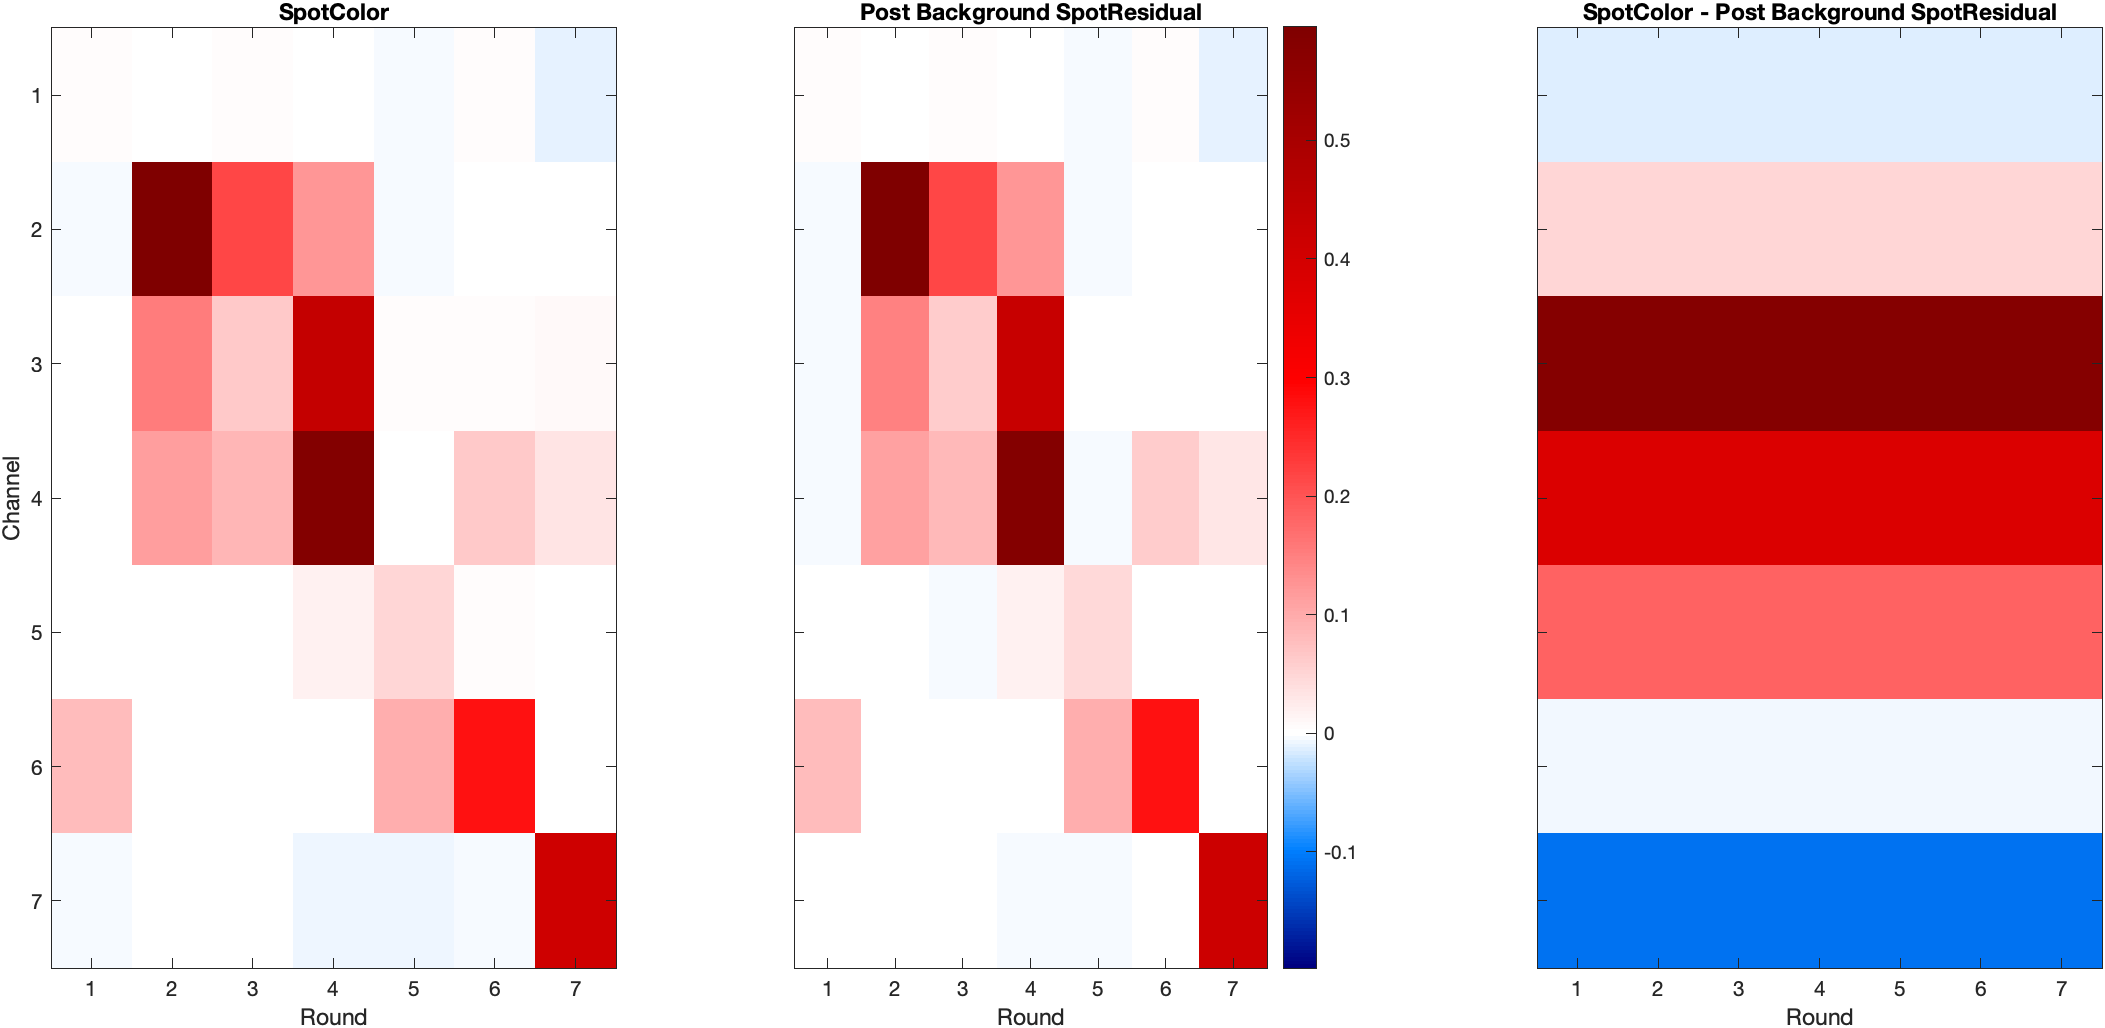 SpotColor
Post Background SpotResidual
SpotColor - Post Background SpotResidual
Channel
1
2
3
4
5
6
7
1 2 3 4 5 6 7
Round
1 2 3 4 5 6 7
Round
0.5
0.4
0.3
0.2
0.1
0
-0.1
1 2 3 4 5 6 7
Round